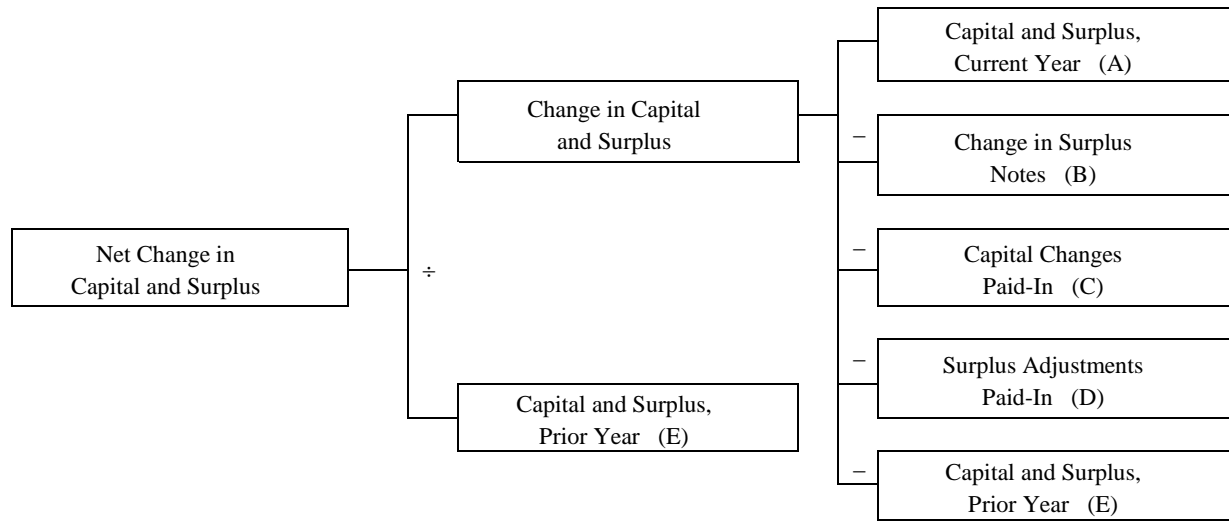 Net Change in
Capital and Surplus
÷
Change in Capital
and Surplus
Capital and Surplus,
Prior Year (E)
Capital and Surplus,
Current Year (A)
–
Change in Surplus
Notes (B)
–
Capital Changes
Paid-In (C)
–
Surplus Adjustments
Paid-In (D)
–
Capital and Surplus,
Prior Year (E)